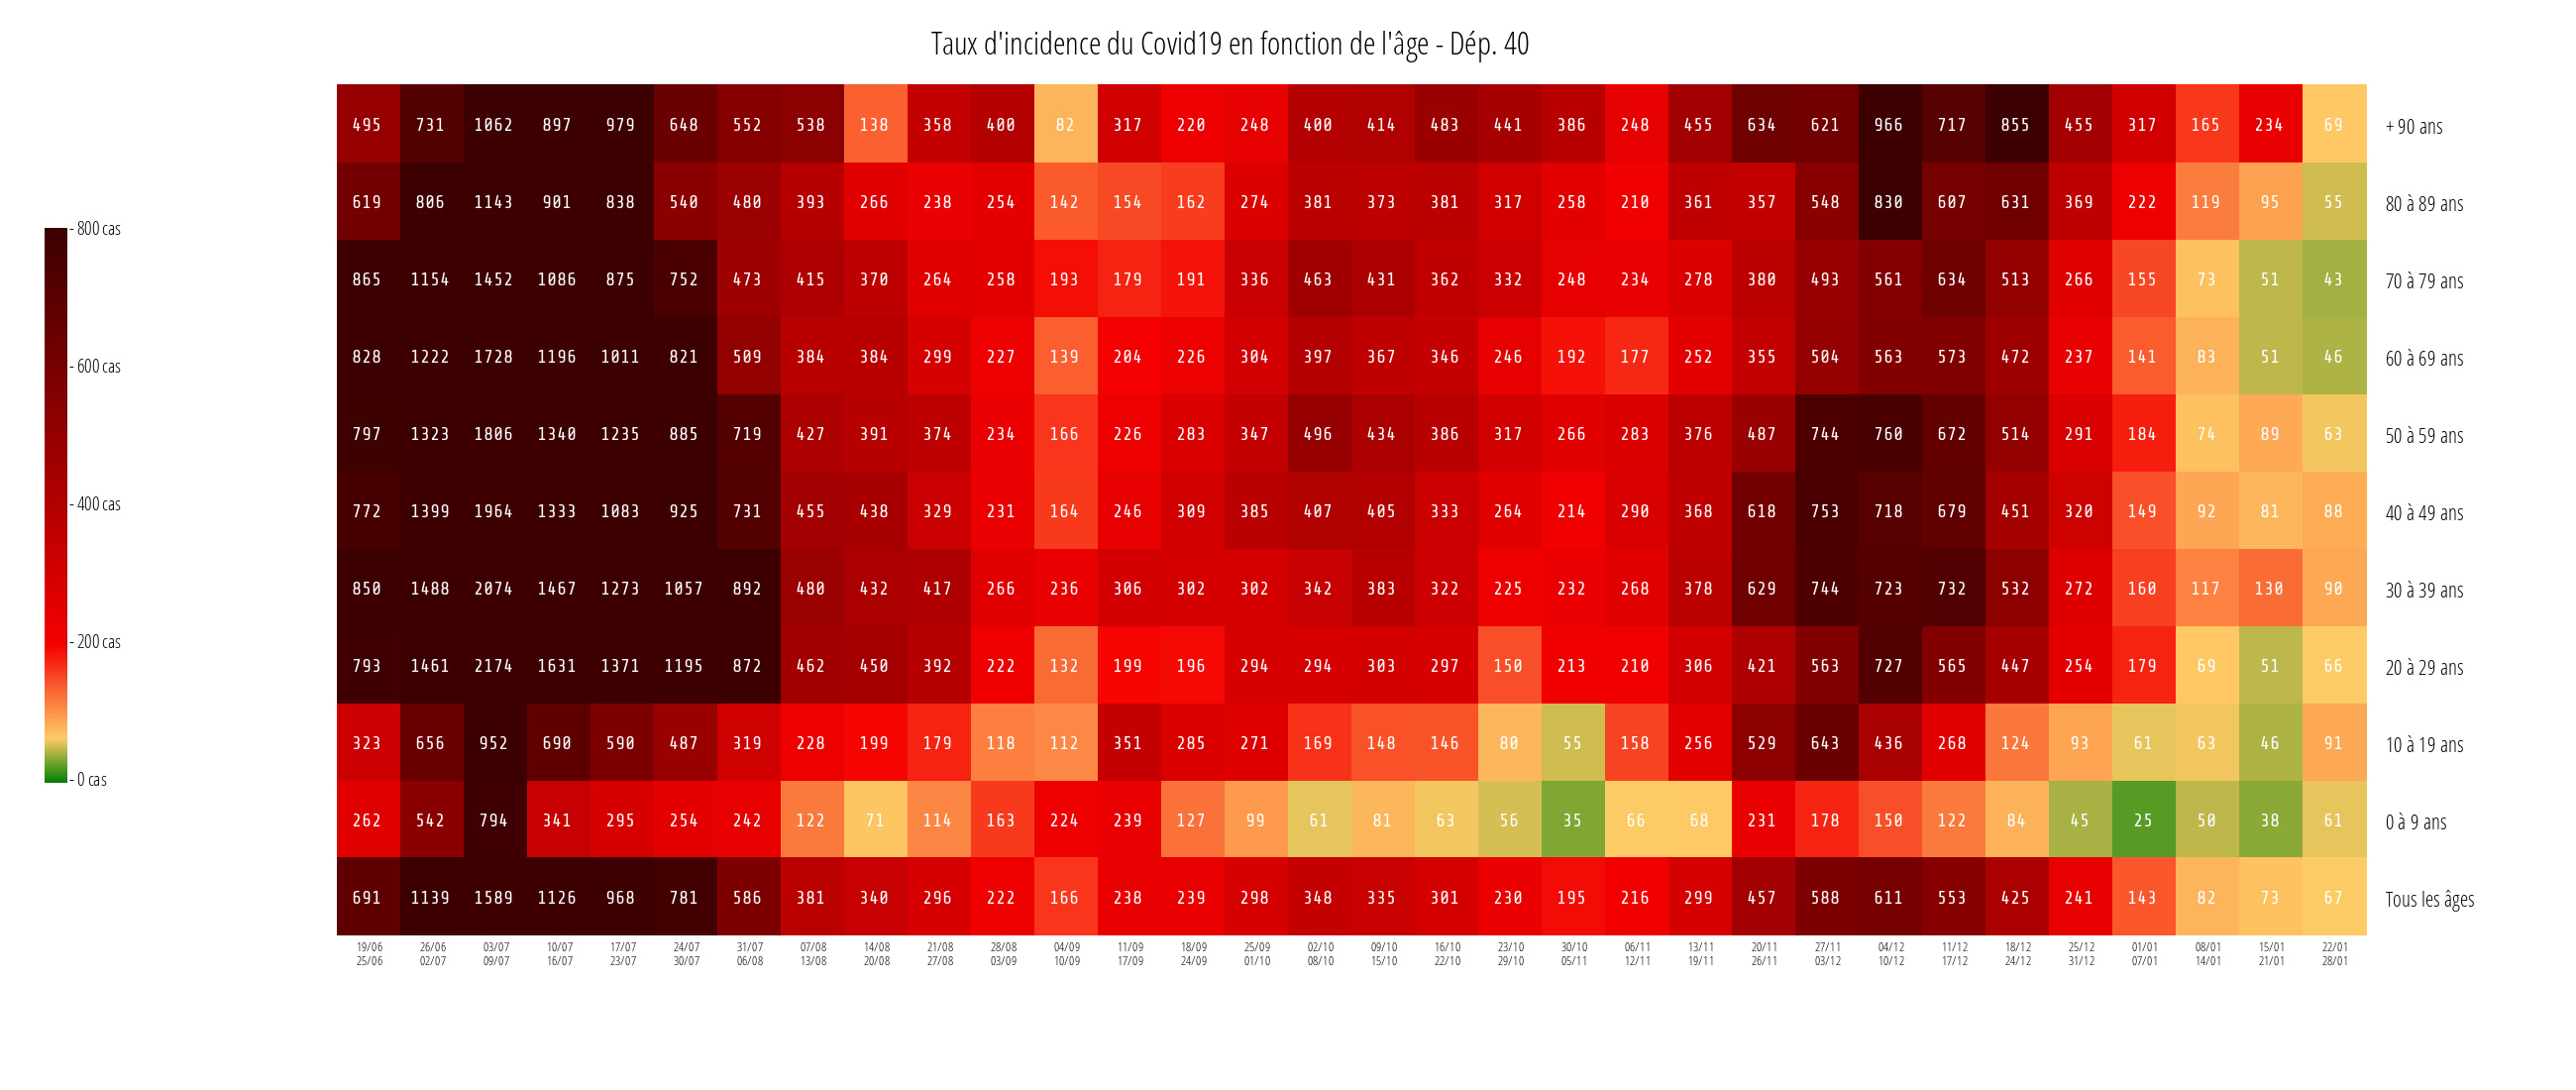 Taux d'incidence du Covid19 en fonction de l'âge - Dép. 40
495 731 1062 897 979 648 552 538 138 358 400 82 317 220 248 400 414 483 441 386 248 455 634 621 966 717 855 455 317 165 234 69 + 90 ans
619 806 1143 901 838 540 480 393 266 238 254 142 154 162 274 381 373 381 317 258 210 361 357 548 830 607 631 369 222 119 95 55 80 à 89 ans
- 800 cas
865 1154 1452 1086 875 752 473 415 370 264 258 193 179 191 336 463 431 362 332 248 234 278 380 493 561 634 513 266 155 73 51 43 70 à 79 ans
828 1222 1728 1196 1011 821 509 384 384 299 227 139 204 226 304 397 367 346 246 192 177 252 355 504 563 573 472 237 141 83 51 46 60 à 69 ans
- 600 cas
797 1323 1806 1340 1235 885 719 427 391 374 234 166 226 283 347 496 434 386 317 266 283 376 487 744 760 672 514 291 184 74 89 63 50 à 59 ans
- 400 cas
772 1399 1964 1333 1083 925 731 455 438 329 231 164 246 309 385 407 405 333 264 214 290 368 618 753 718 679 451 320 149 92 81 88 40 à 49 ans
850 1488 2074 1467 1273 1057 892 480 432 417 266 236 306 302 302 342 383 322 225 232 268 378 629 744 723 732 532 272 160 117 130 90 30 à 39 ans
- 200 cas
793 1461 2174 1631 1371 1195 872 462 450 392 222 132 199 196 294 294 303 297 150 213 210 306 421 563 727 565 447 254 179 69 51 66 20 à 29 ans
323 656 952 690 590 487 319 228 199 179 118 112 351 285 271 169 148 146 80 55 158 256 529 643 436 268 124 93 61 63 46 91 10 à 19 ans
- 0 cas
262 542 794 341 295 254 242 122 71 114 163 224 239 127 99 61 81 63 56 35 66 68 231 178 150 122 84 45 25 50 38 61 0 à 9 ans
691 1139 1589 1126 968 781 586 381 340 296 222 166 238 239 298 348 335 301 230 195 216 299 457 588 611 553 425 241 143 82 73 67 Tous les âges
19/06 26/06 03/07 10/07 17/07 24/07 31/07 07/08 14/08 21/08 28/08 04/09 11/09 18/09 25/09 02/10 09/10 16/10 23/10 30/10 06/11 13/11 20/11 27/11 04/12 11/12 18/12 25/12 01/01 08/01 15/01 22/01
25/06 02/07 09/07 16/07 23/07 30/07 06/08 13/08 20/08 27/08 03/09 10/09 17/09 24/09 01/10 08/10 15/10 22/10 29/10 05/11 12/11 19/11 26/11 03/12 10/12 17/12 24/12 31/12 07/01 14/01 21/01 28/01